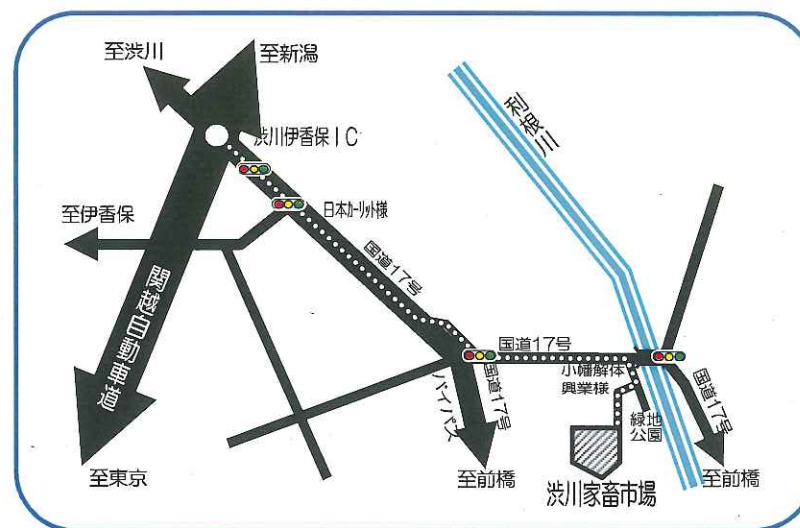 至渋川
至新潟
渋川伊香保IC
利根川
至伊香保
日本カーリット様
国道17号
関越自動車道
国道17号
小幡解体
興業様
国道17号
バイパス
国道17号
緑地
公園
至東京
至前橋
渋川家畜市場
至前橋